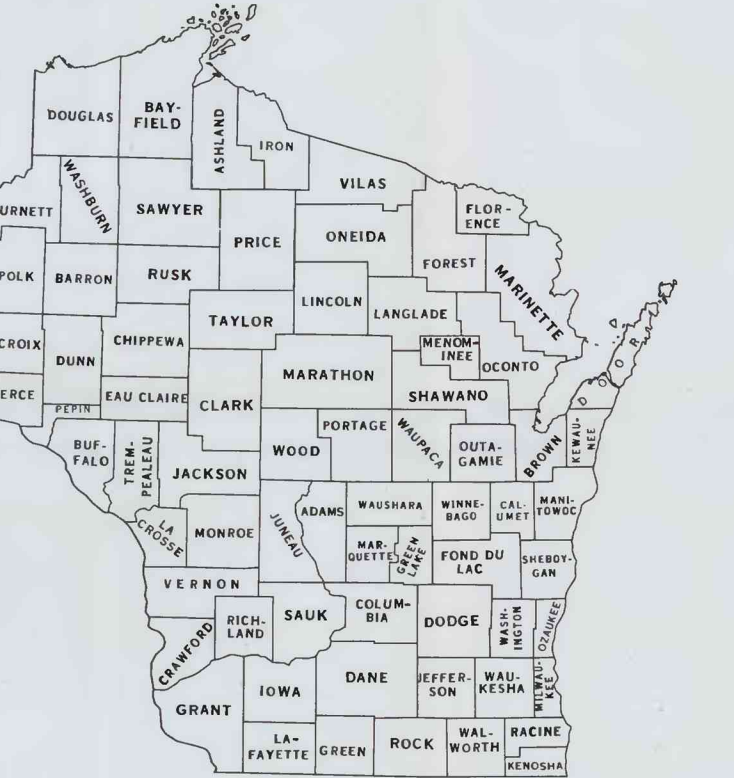 DOUGLAS
BAY-
FIELD
ASHLAND
IRON
VILAS
URNETT
WASHBURN
SAWYER
PRICE
ONEIDA
FLOR-
ENCE
FOREST
MARINETTE
POLK
BARRON
RUSK
LINCOLN
LANGLADE
TAYLOR
CROIX
DUNN
CHIPPEWA
MENOM-
INEE
OCONTO
DOOR
MARATHON
ERCE
PEPIN
EAU CLAIRE
CLARK
SHAWANO
BUF-
FALO
TREM-
PEALEAU
JACKSON
WOOD
PORTAGE
WAUPACA
OUTA-
GAMIE
BROWN
KEWAU-
NEE
LA
CROSSE
MONROE
JUNEAU
ADAMS
WAUSHARA
WINNE-
BAGO
CAL-
UMET
MANI-
TOWOC
MAR-
QUETTE
GREEN
LAKE
FOND DU
LAC
SHEBOY-
GAN
VERNON
RICH-
LAND
SAUK
COLUM-
BIA
DODGE
WASH-
INGTON
OZAUKEE
CRAWFORD
GRANT
IOWA
DANE
JEFFER-
SON
WAU-
KESHA
MILWAU-
KEE
LA-
FAYETTE
GREEN
ROCK
WAL-
WORTH
RACINE
KENOSHA